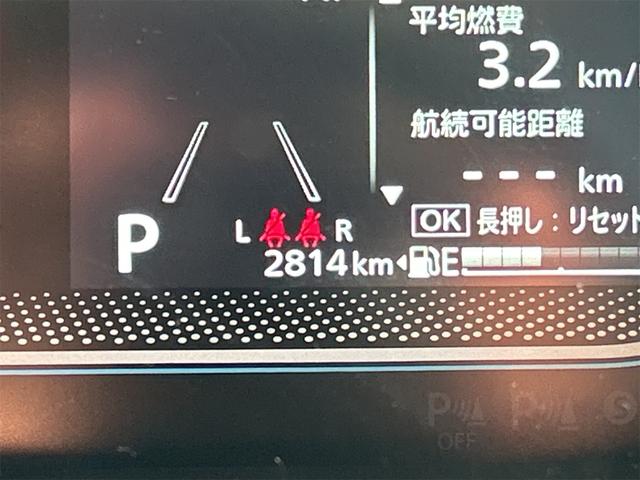 平均燃費
3.2 km/
航続可能距離
--- km
OK 長押し:リセット
P
L R
2814km
E
P P S
OFF